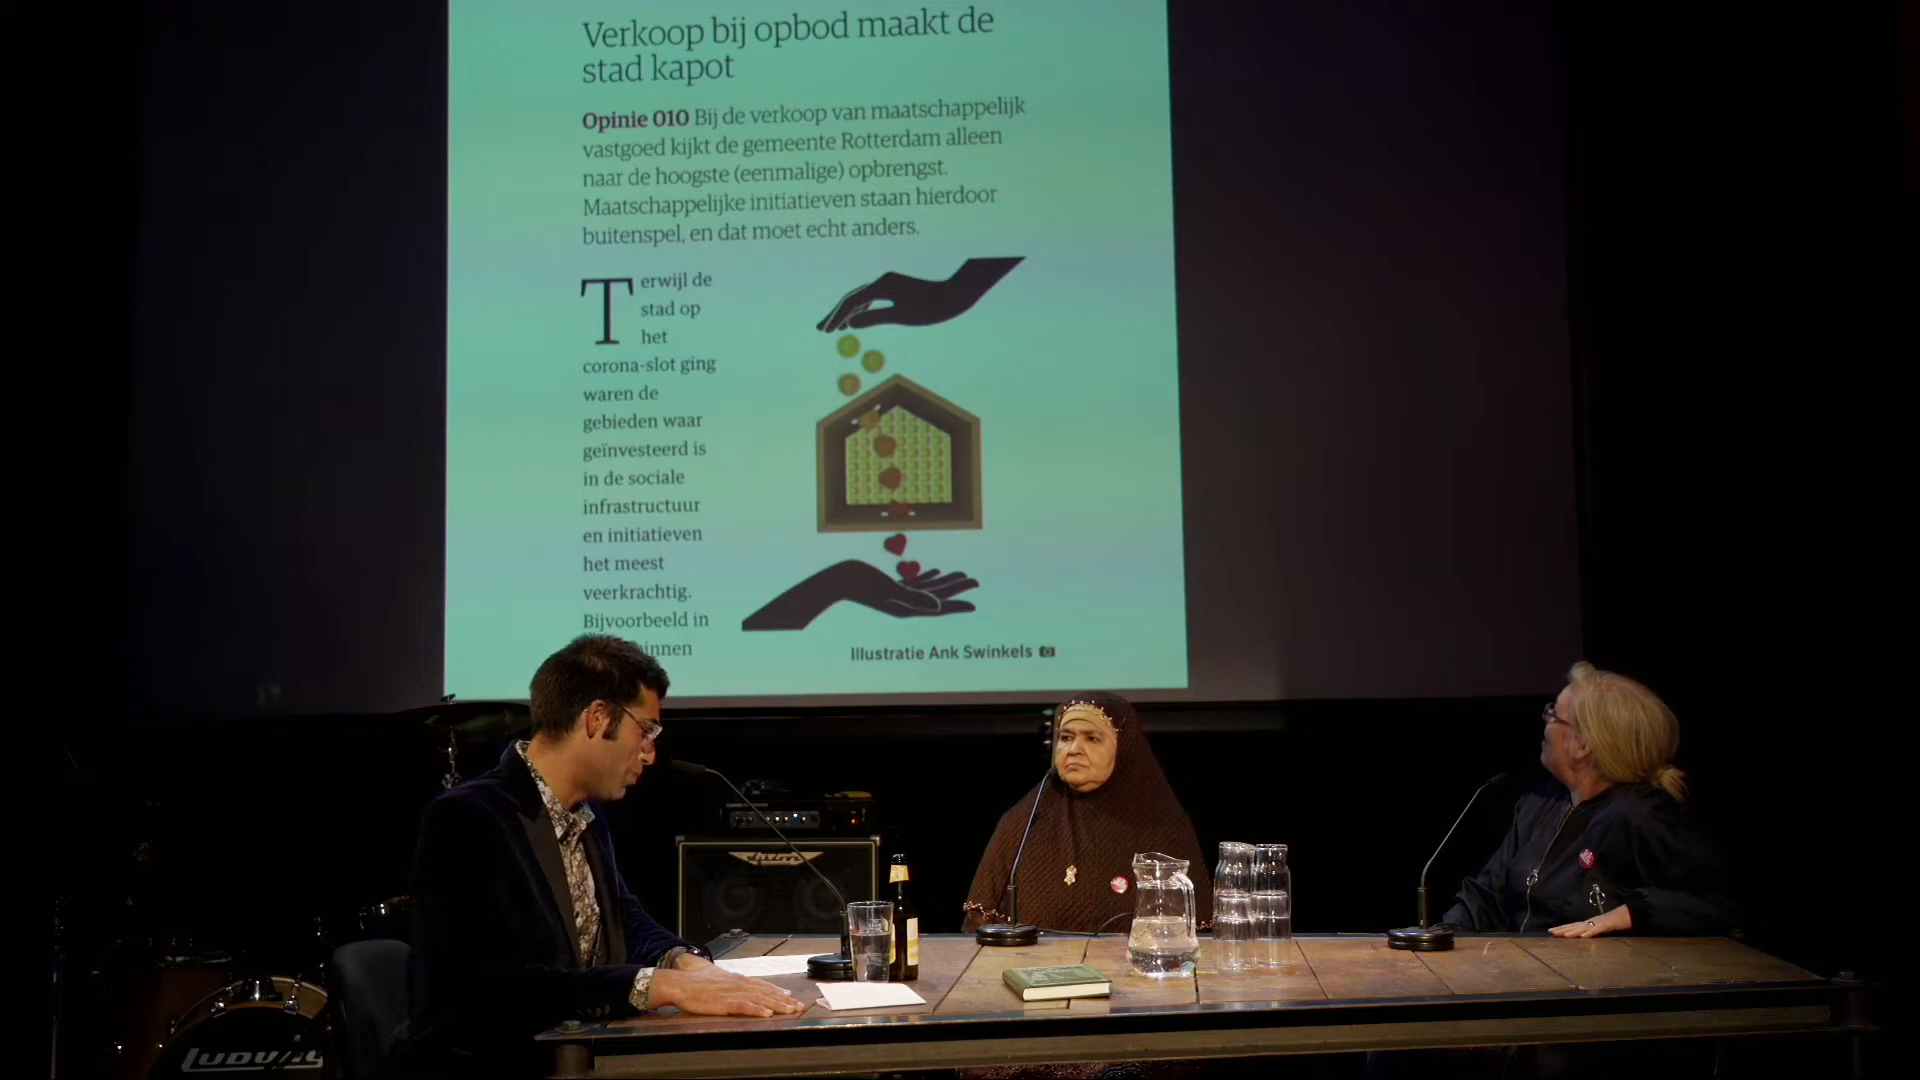 Verkoop bij opbod maakt de
stad kapot
Opinie 010 Bij de verkoop van maatschappelijk
vastgoed kijkt de gemeente Rotterdam alleen
naar de hoogste (eenmalige) opbrengst.
Maatschappelijke initiatieven staan hierdoor
buitenspel, en dat moet echt anders.
Terwijl de
stad op
het
corona-slot ging
waren de
gebieden waar
geïnvesteerd is
in de sociale
infrastructuur
en initiatieven
het meest
veerkrachtig.
Bijvoorbeeld in
innen
Illustratie Ank Swinkels
Ludwig